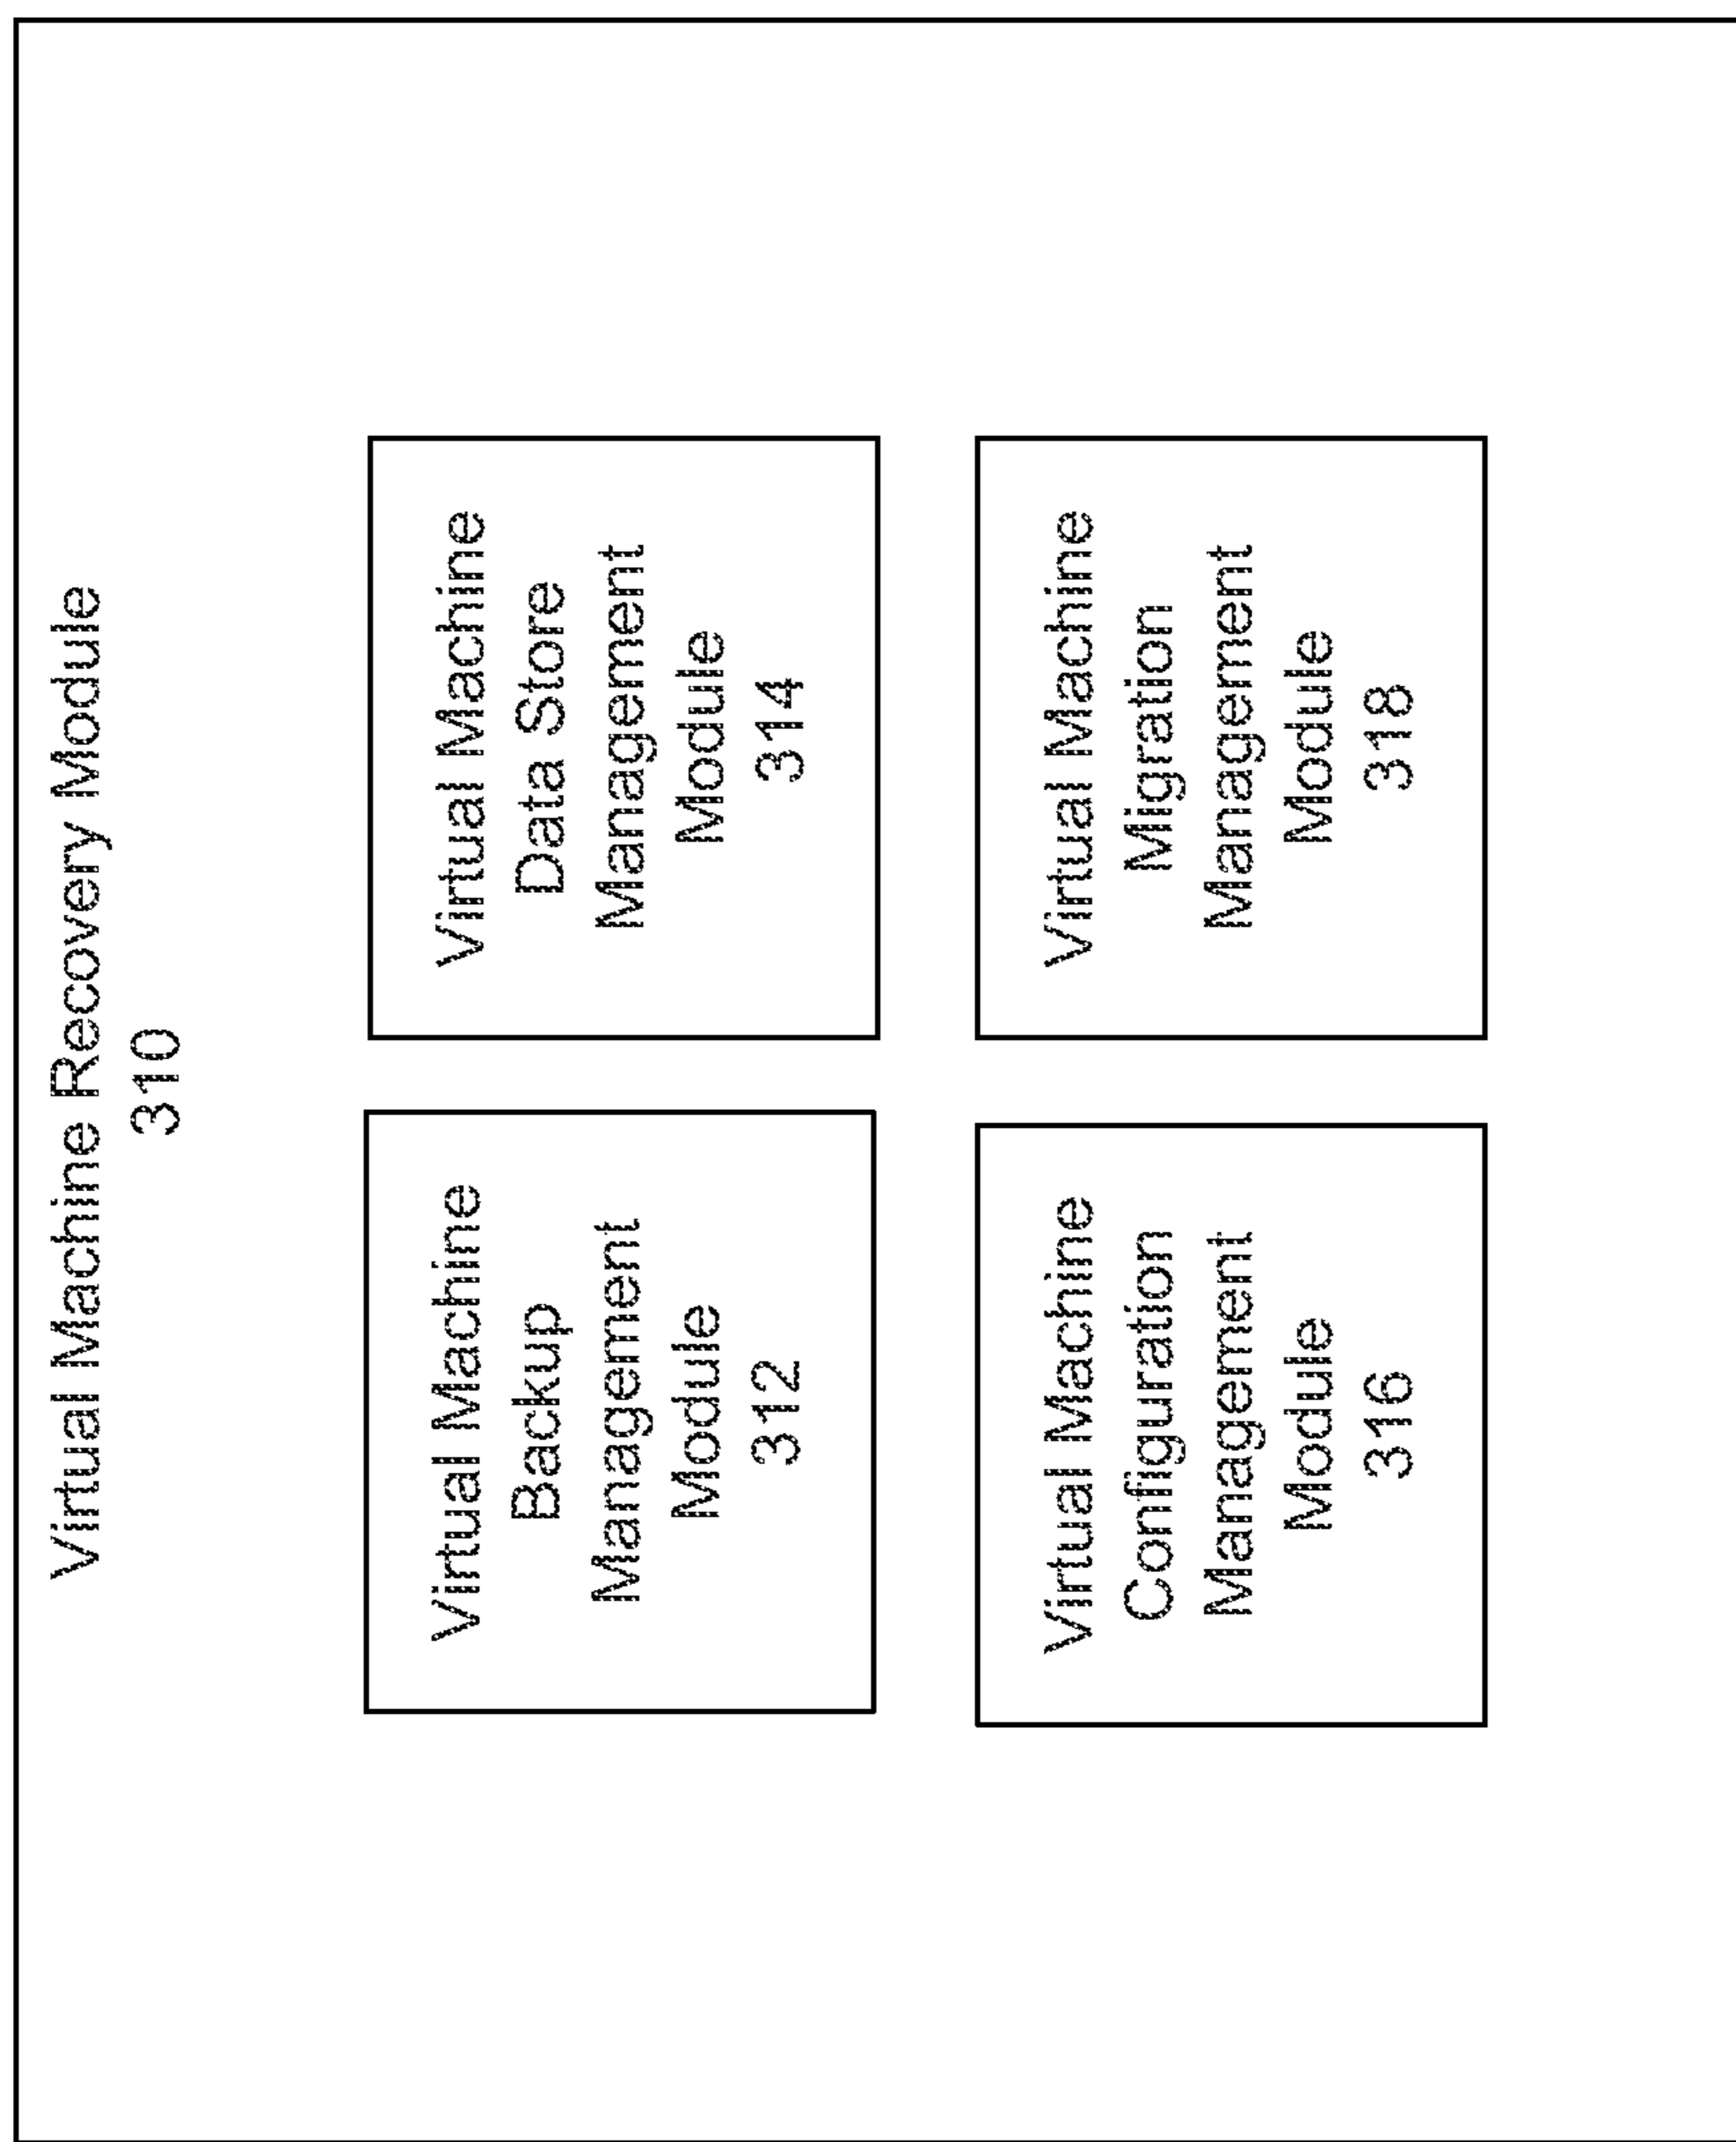 Virtual Machine Recovery Module
310
Virtual Machine
Backup
Management
Module
312
Virtual Machine
Data Store
Management
Module
314
Virtual Machine
Configuration
Management
Module
316
Virtual Machine
Migration
Management
Module
318